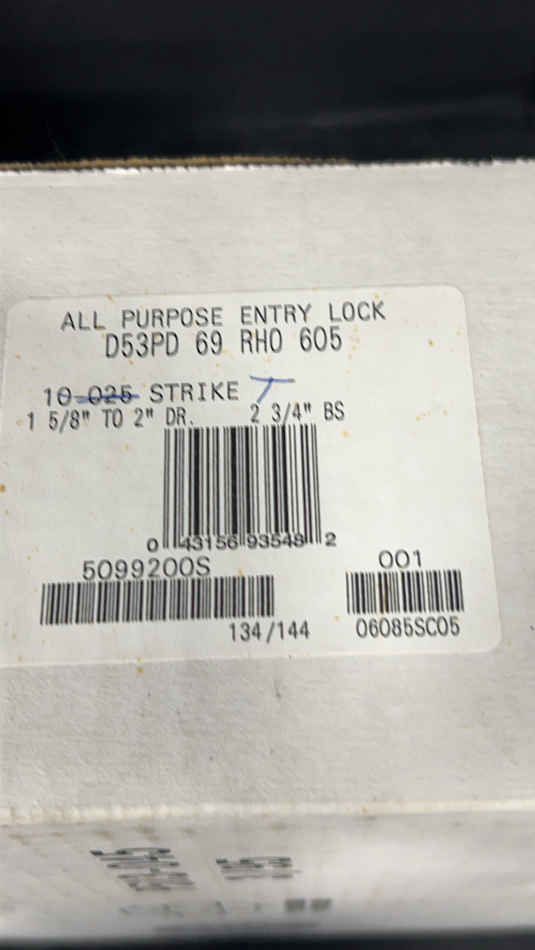 ALL PURPOSE ENTRY LOCK
D53PD 69 RHO 605
10-025 STRIKE T
1 5/8" TO 2" DR. 2 3/4" BS
0 43156 93548 2
5099200S 001
134/144 06085SC05